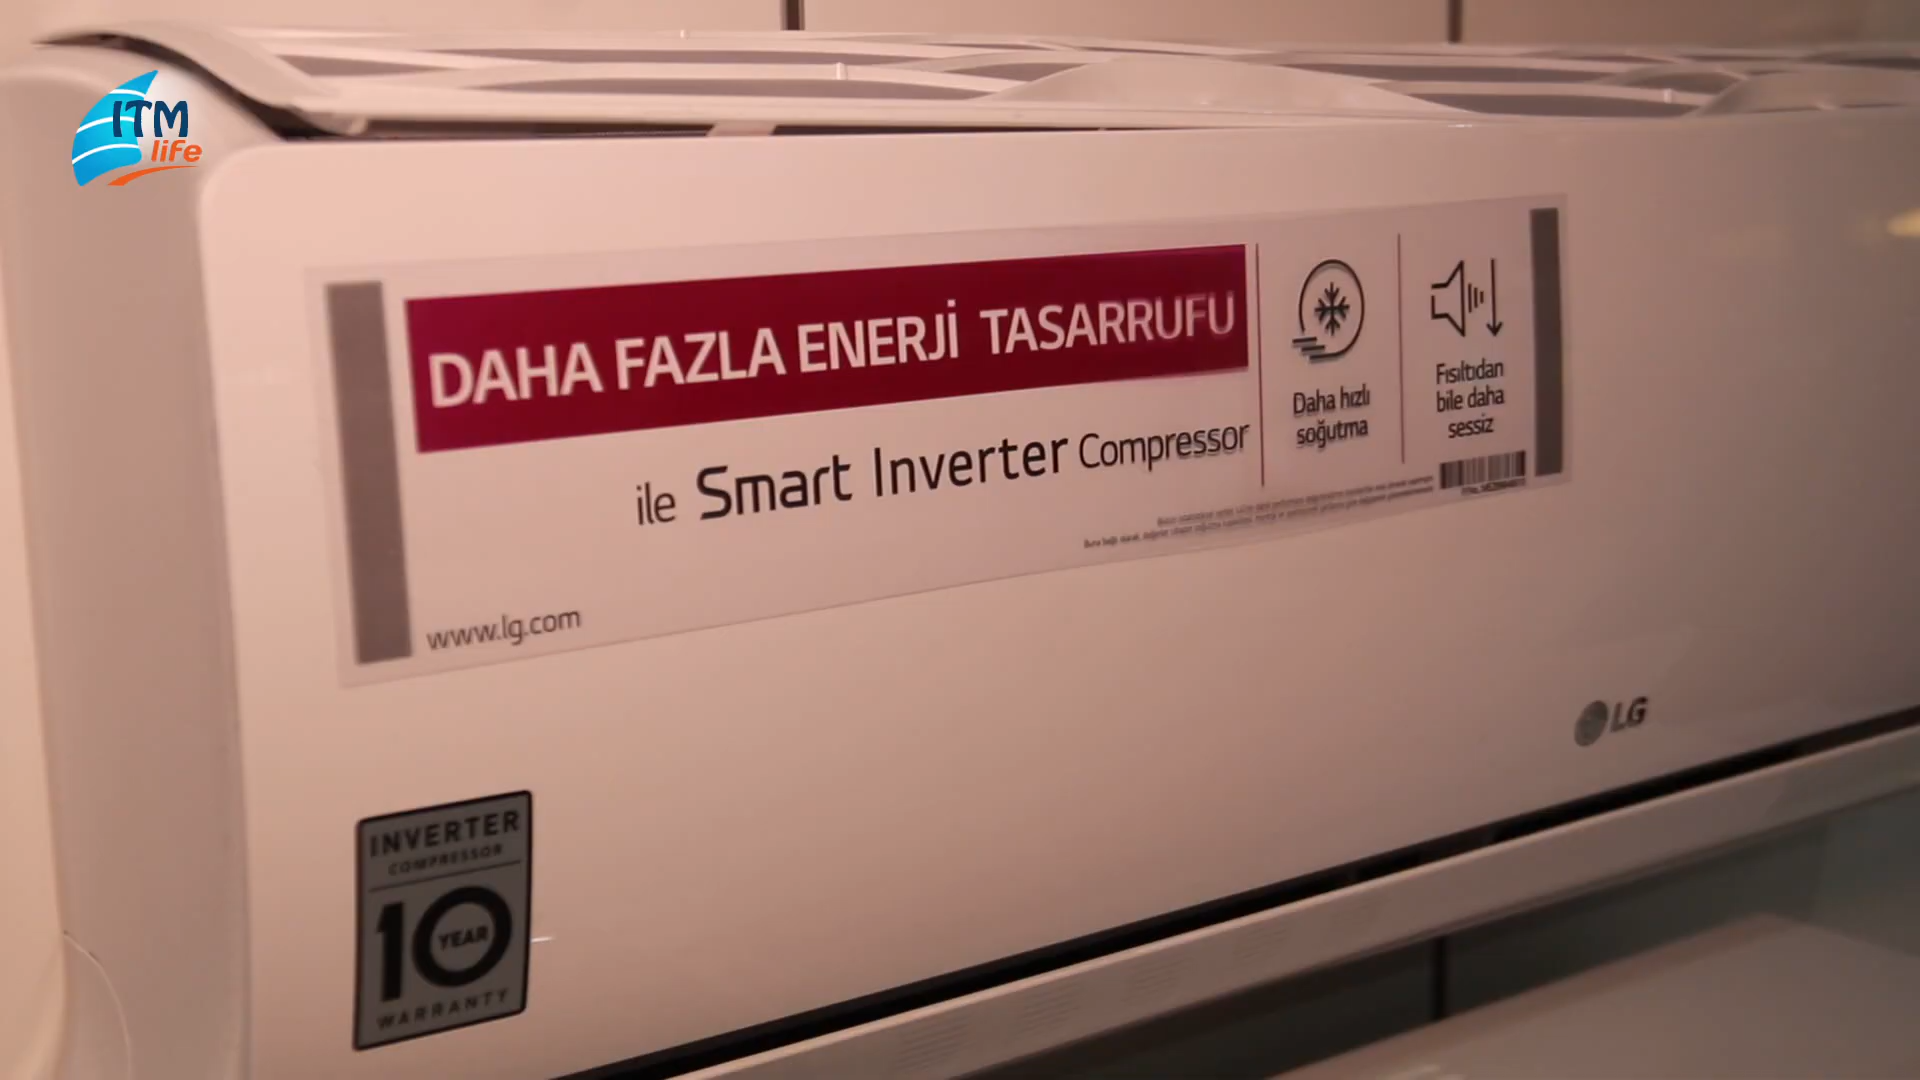 ITM
life
DAHA FAZLA ENERJİ TASARRUFU
ile Smart Inverter Compressor
Daha hızlı
soğutma
Fısıltıdan
bile daha
sessiz
www.lg.com
LG
INVERTER
COMPRESSOR
10 YEAR
WARRANTY